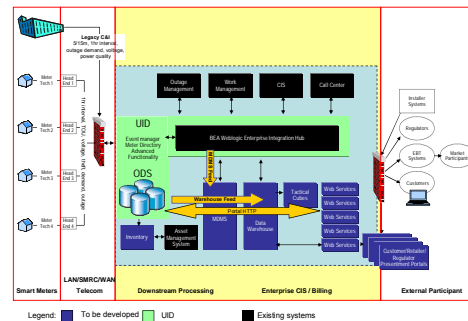 Legacy C&I
5/15m, 1hr interval,
outage demand, voltage,
power quality
Meter
Tech 1
Head
End 1
Meter
Tech 2
Head
End 2
Meter
Tech 3
Head
End 3
Meter
Tech 4
Head
End 4
Outage
Management
Work
Management
CIS
Call Center
UID
Event manager
Meter Directory
Advanced
Functionality
BEA Weblogic Enterprise Integration Hub
ODS
Warehouse Feed
Portal HTTP
MDMS
Data
Warehouse
Tactical
Cubes
Web Services
Web Services
Web Services
Web Services
Web Services
Inventory
Asset
Management
System
Installer
Systems
Regulators
EBT
Systems
Market
Participant
Customers
Customer/Retailer/
Regulator
Presentment Portals
Smart Meters
LAN/SMRC/WAN
Telecom
Downstream Processing
Enterprise CIS / Billing
External Participant
Legend:
To be developed
UID
Existing systems